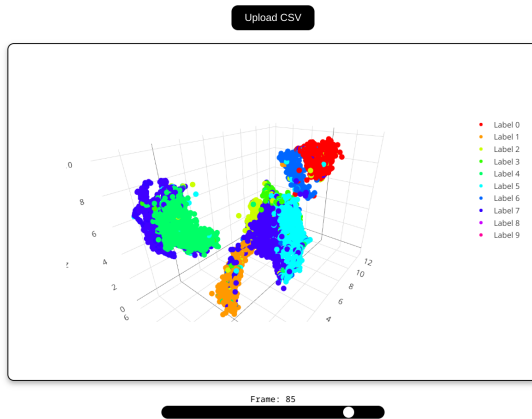 Upload CSV
Label 0
Label 1
Label 2
Label 3
Label 4
Label 5
Label 6
Label 7
Label 8
Label 9
0
8
6
4
2
0
6
12
10
8
6
4
Frame: 85